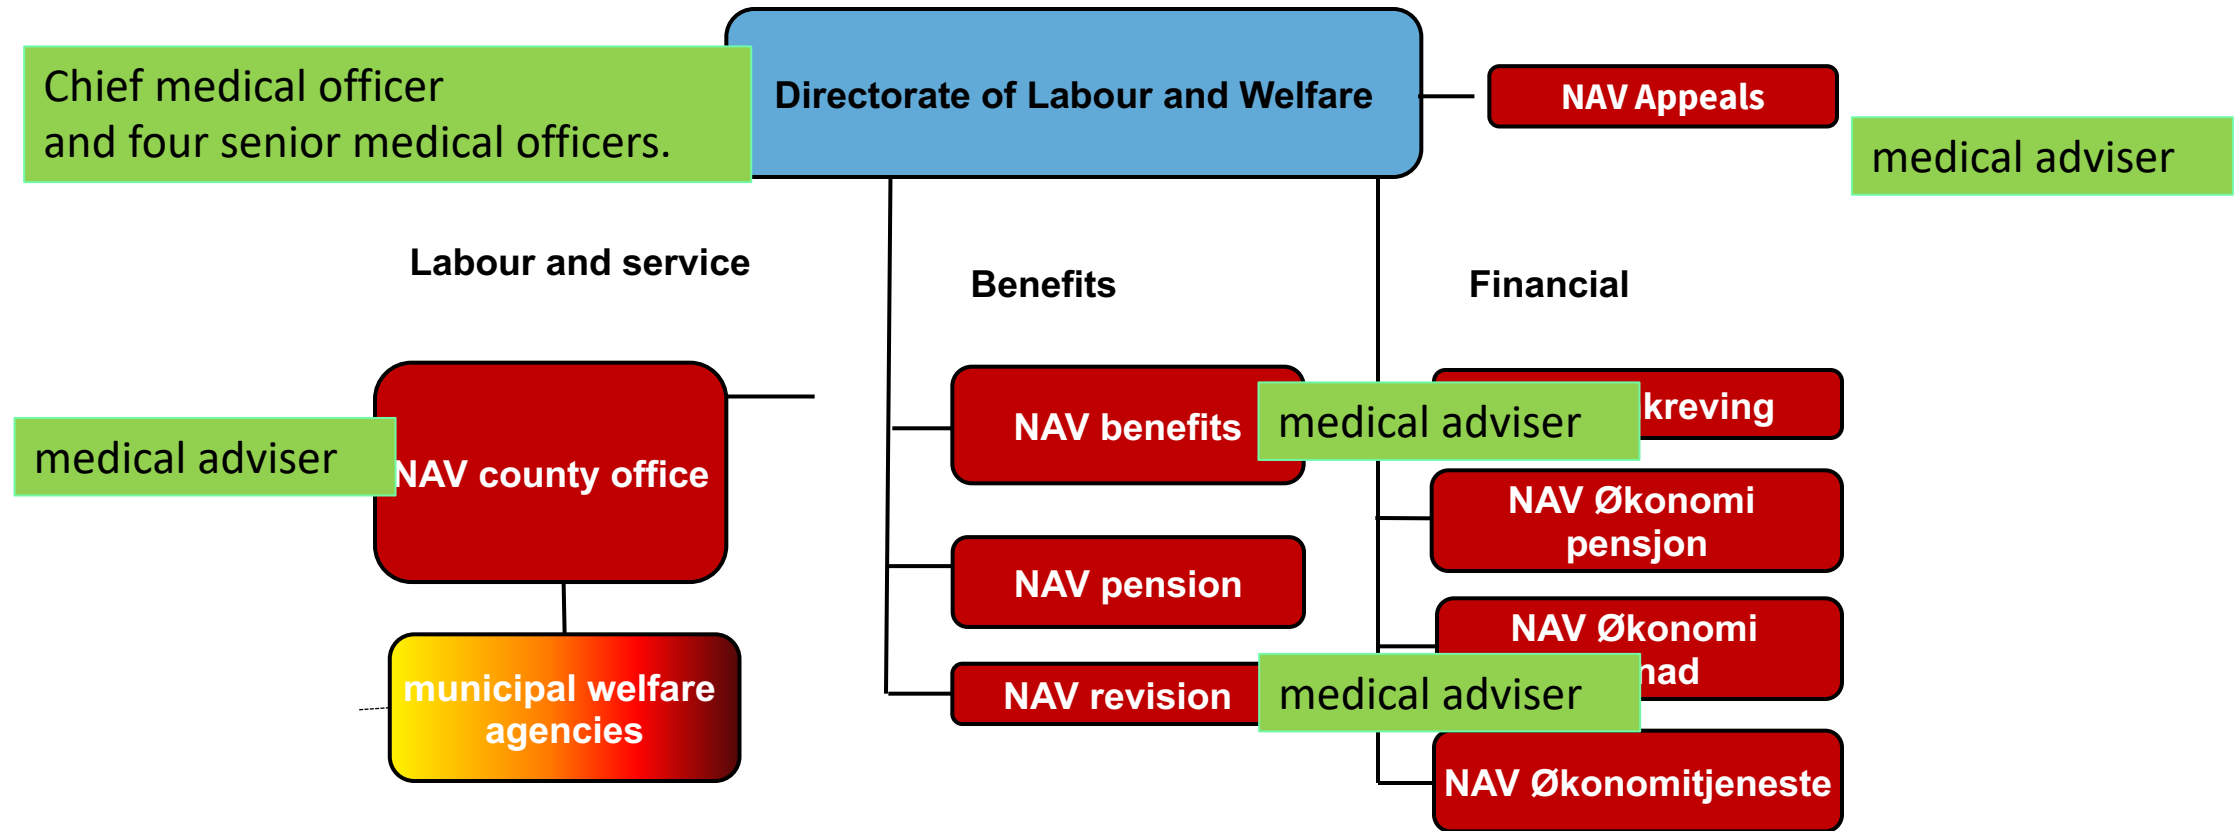 Directorate of Labour and Welfare
Chief medical officer
and four senior medical officers.
NAV Appeals
medical adviser
Labour and service
Benefits
Financial
NAV county office
medical adviser
municipal welfare
agencies
NAV benefits
medical adviser
NAV pension
NAV revision
medical adviser
kreving
NAV Økonomi
pensjon
NAV Økonomi
nad
NAV Økonomitjeneste